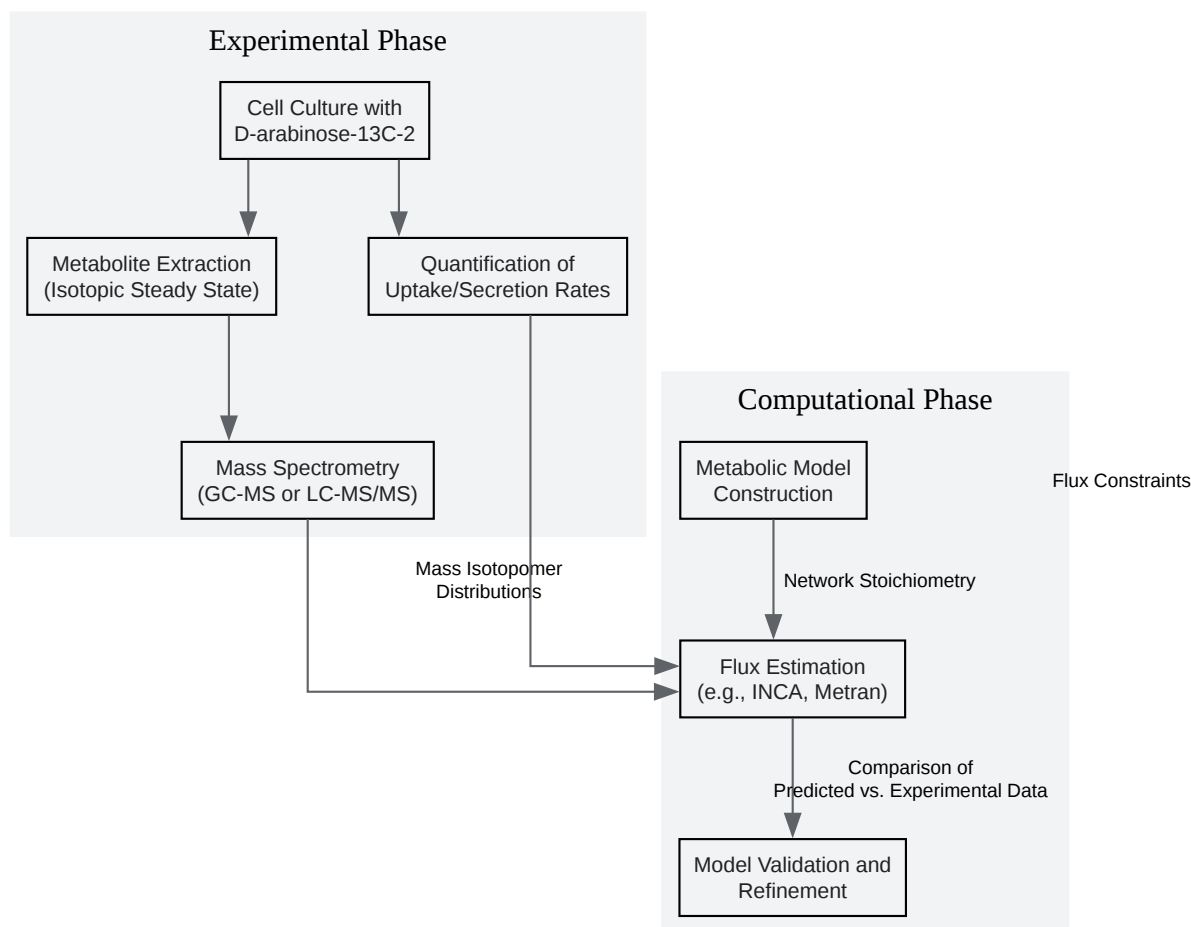 Experimental Phase
Cell Culture with
D-arabinose-13C-2
Metabolite Extraction
(Isotopic Steady State)
Quantification of
Uptake/Secretion Rates
Mass Spectrometry
(GC-MS or LC-MS/MS)
Mass Isotopomer
Distributions
Computational Phase
Metabolic Model
Construction
Flux Constraints
Network Stoichiometry
Flux Estimation
(e.g., INCA, Metran)
Comparison of
Predicted vs. Experimental Data
Model Validation and
Refinement